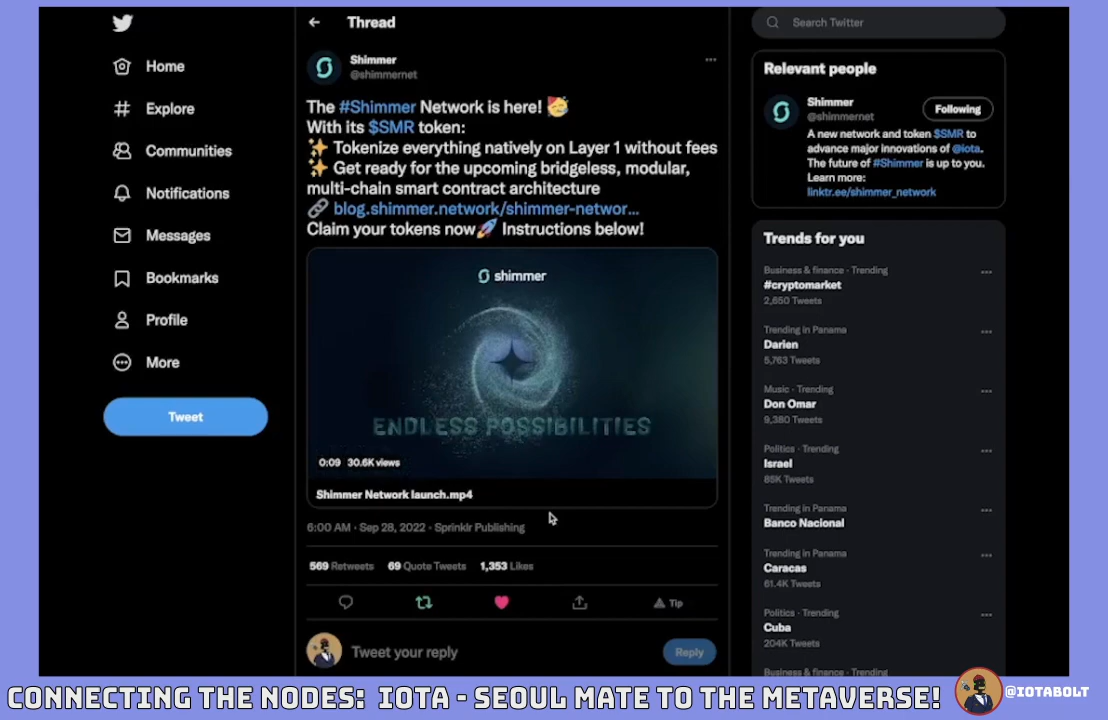 Home
Explore
Communities
Notifications
Messages
Bookmarks
Profile
More
Tweet
Thread
Shimmer
@shimmernet
The #Shimmer Network is here! 🥳
With its $SMR token:
✨ Tokenize everything natively on Layer 1 without fees
✨ Get ready for the upcoming bridgeless, modular,
multi-chain smart contract architecture
🔗 blog.shimmer.network/shimmer-networ...
Claim your tokens now🚀 Instructions below!
shimmer
ENDLESS POSSIBILITIES
0:09 30.6K views
Shimmer Network launch.mp4
6:00 AM · Sep 28, 2022 · Sprinklr Publishing
569 Retweets 69 Quote Tweets 1,353 Likes
Tip
Tweet your reply
Reply
Search Twitter
Relevant people
Shimmer
@shimmernet
Following
A new network and token $SMR to
advance major innovations of @iota.
The future of #Shimmer is up to you.
Learn more:
linktr.ee/shimmer_network
Trends for you
Business & finance · Trending
#cryptomarket
2,650 Tweets
Trending in Panama
Darien
5,763 Tweets
Music · Trending
Don Omar
9,380 Tweets
Politics · Trending
Israel
85K Tweets
Trending in Panama
Banco Nacional
Trending in Panama
Caracas
61.4K Tweets
Politics · Trending
Cuba
204K Tweets
Business & finance · Trending
CONNECTING THE NODES: IOTA - SEOUL MATE TO THE METAVERSE!
@IOTABOLT